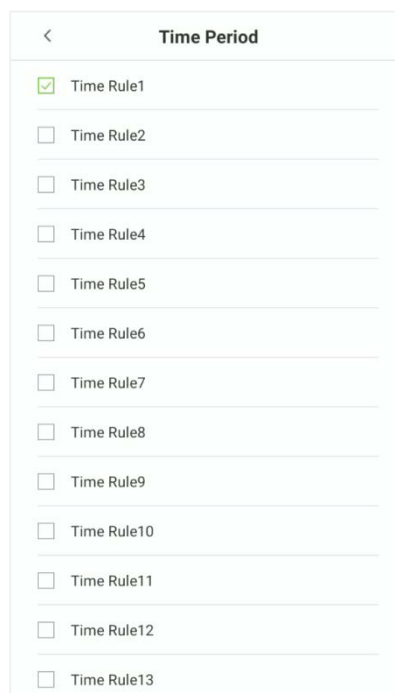 Time Period
Time Rule1
Time Rule2
Time Rule3
Time Rule4
Time Rule5
Time Rule6
Time Rule7
Time Rule8
Time Rule9
Time Rule10
Time Rule11
Time Rule12
Time Rule13